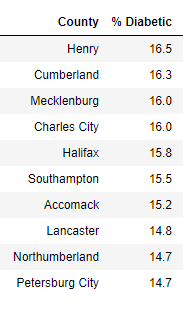 County % Diabetic
Henry 16.5
Cumberland 16.3
Mecklenburg 16.0
Charles City 16.0
Halifax 15.8
Southampton 15.5
Accomack 15.2
Lancaster 14.8
Northumberland 14.7
Petersburg City 14.7